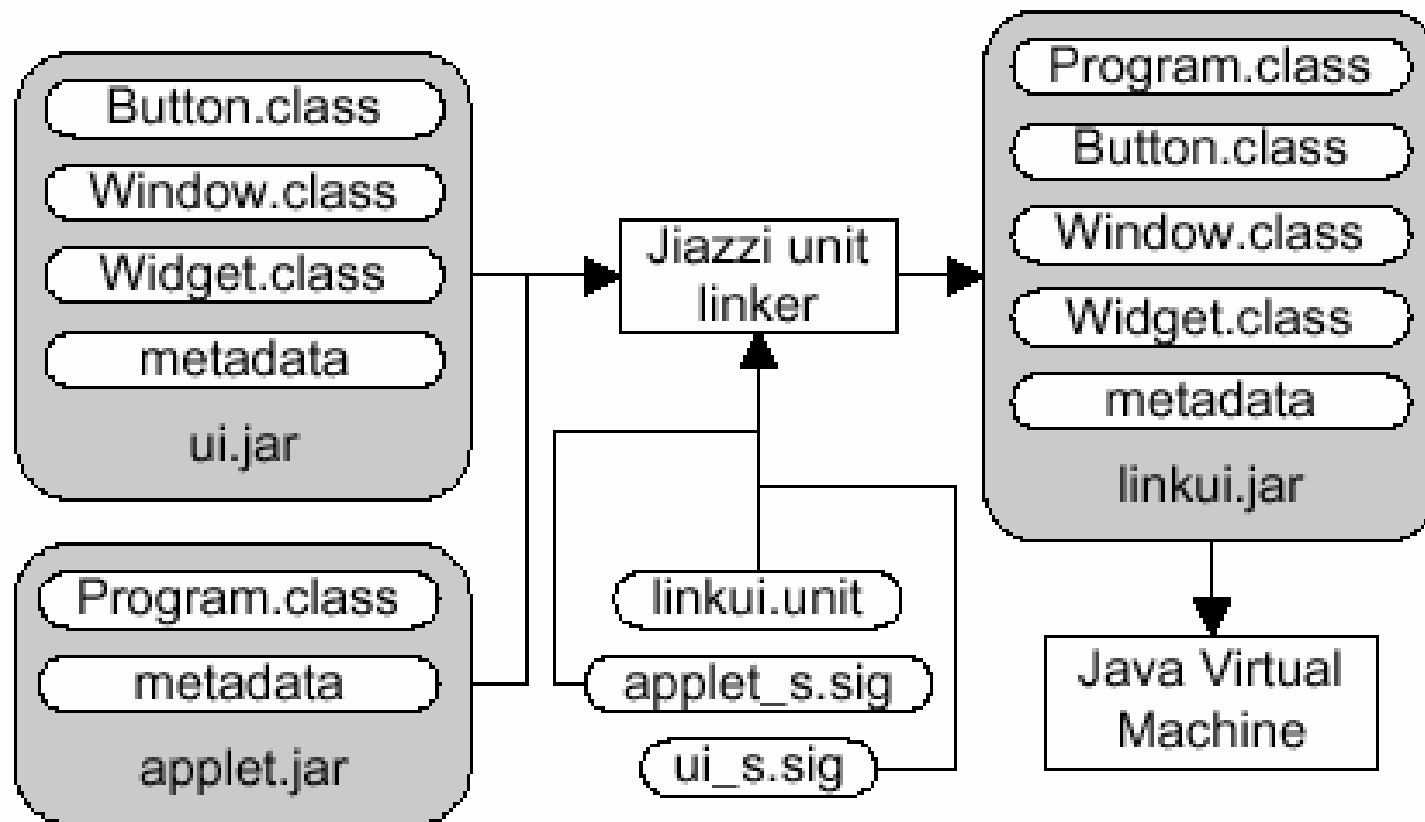 Button.class
Window.class
Widget.class
metadata
ui.jar
Program.class
metadata
applet.jar
Jiazzi unit
linker
linkui.unit
applet_s.sig
ui_s.sig
Program.class
Button.class
Window.class
Widget.class
metadata
linkui.jar
Java Virtual
Machine